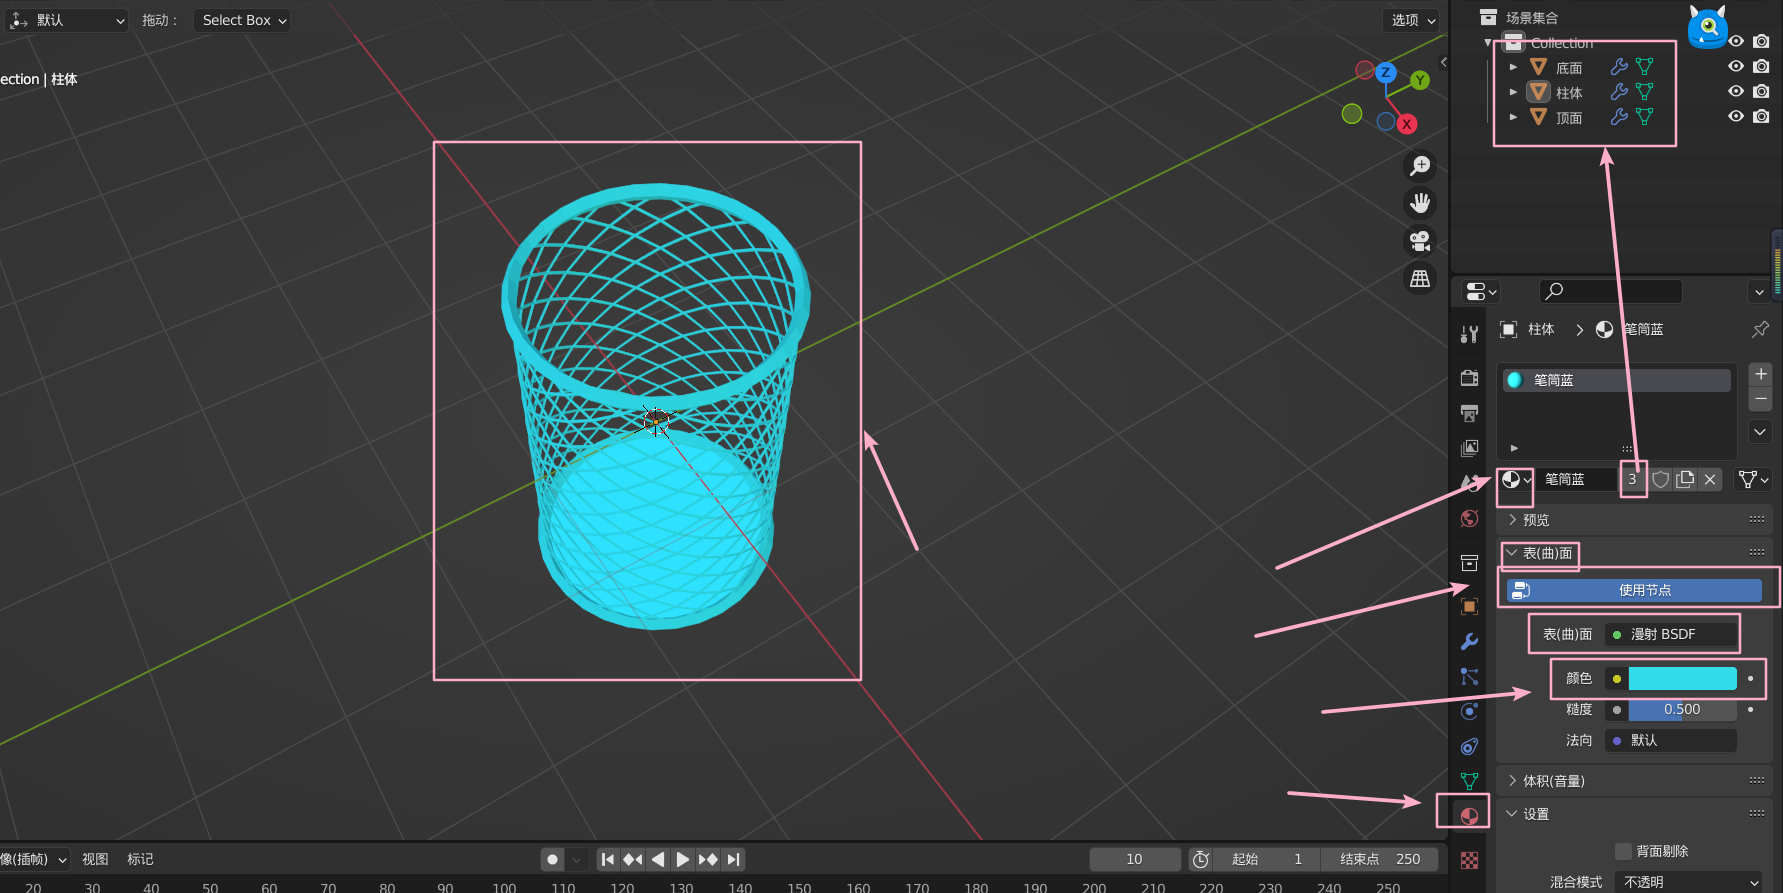 默认
拖动：
Select Box
选项
场景集合
Collection
ection | 柱体
底面
柱体
顶面
Z
Y
X
柱体
笔筒蓝
笔筒蓝
笔筒蓝
3
预览
表(曲)面
使用节点
表(曲)面
漫射 BSDF
颜色
糙度
0.500
法向
默认
体积(音量)
设置
背面剔除
混合模式
不透明
像(插帧)
视图
标记
10
起始
1
结束点
250
20 30 40 50 60 70 80 90 100 110 120 130 140 150 160 170 180 190 200 210 220 230 240 250